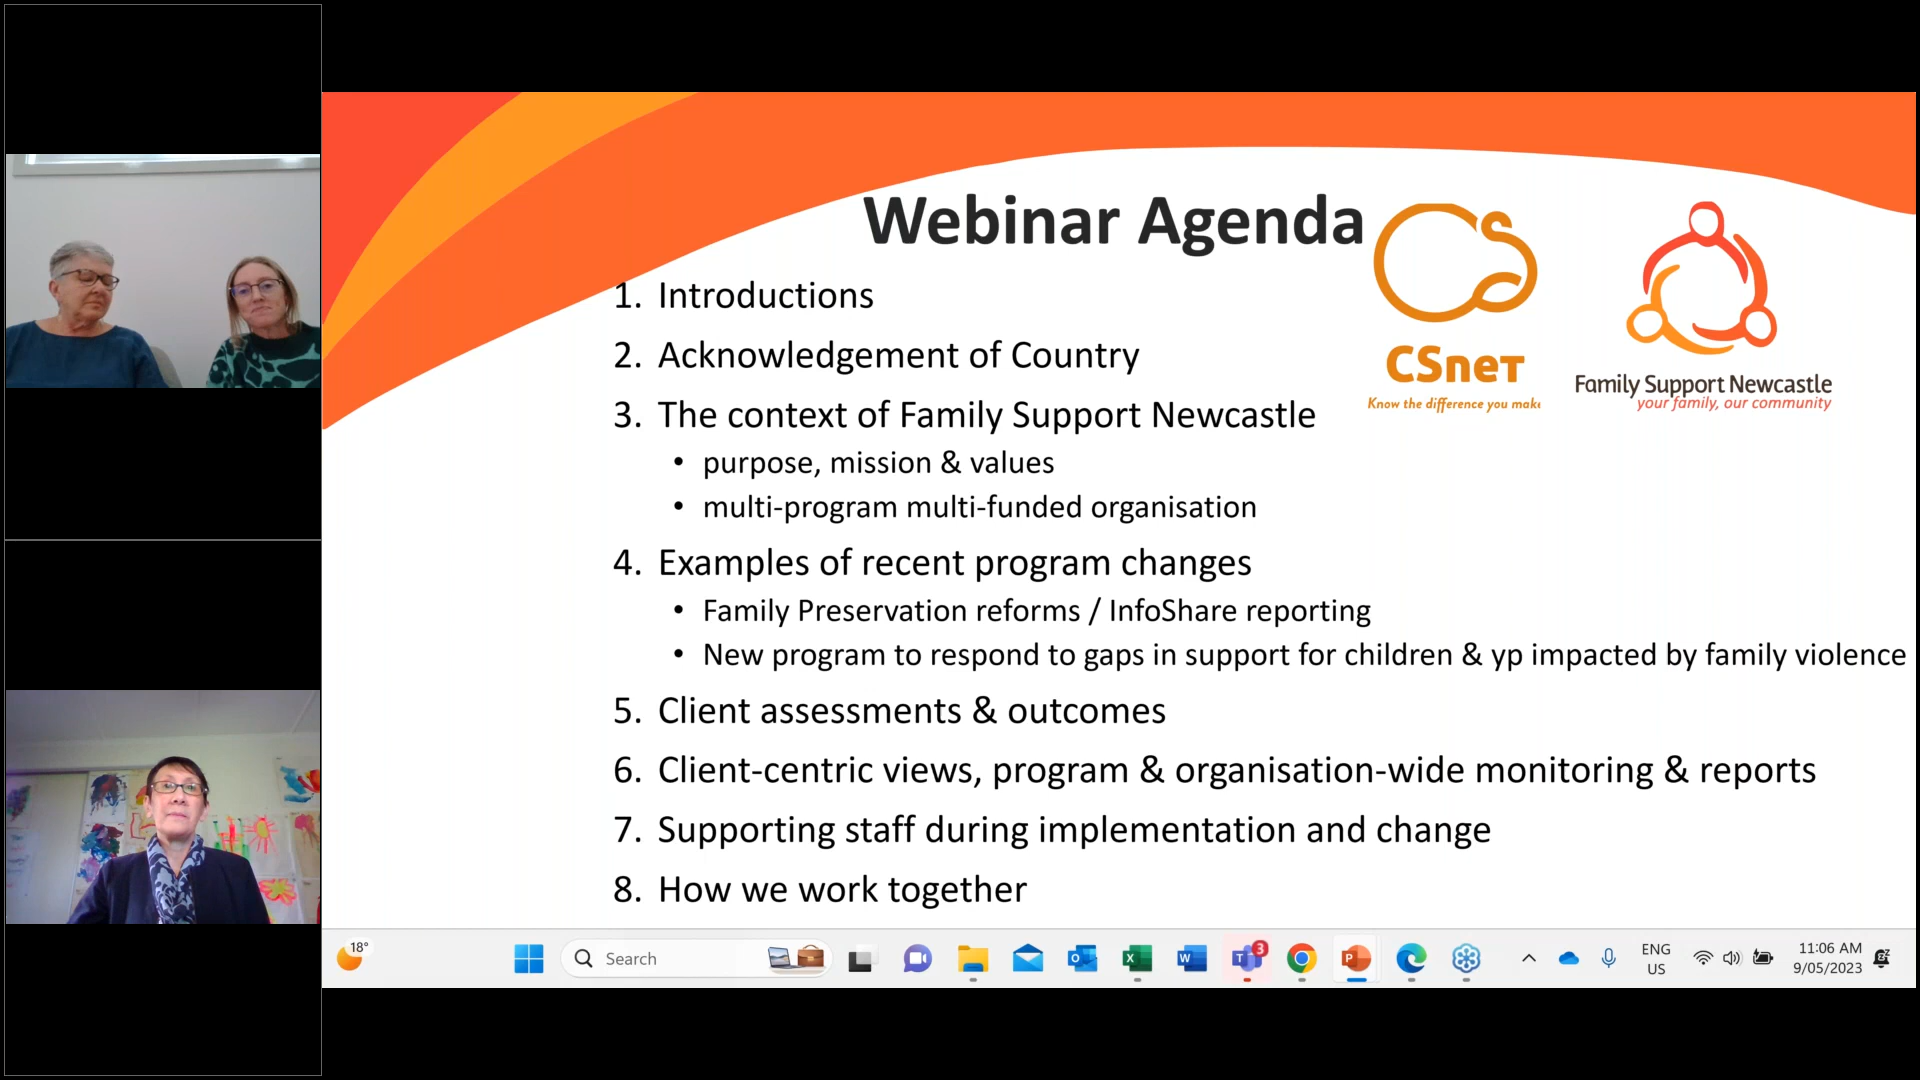 Webinar Agenda
CSneT
Know the difference you make
Family Support Newcastle
your family, our community
1. Introductions
2. Acknowledgement of Country
3. The context of Family Support Newcastle
• purpose, mission & values
• multi-program multi-funded organisation
4. Examples of recent program changes
• Family Preservation reforms / InfoShare reporting
• New program to respond to gaps in support for children & yp impacted by family violence
5. Client assessments & outcomes
6. Client-centric views, program & organisation-wide monitoring & reports
7. Supporting staff during implementation and change
8. How we work together
18°
Search
3
ENG
US
11:06 AM
9/05/2023